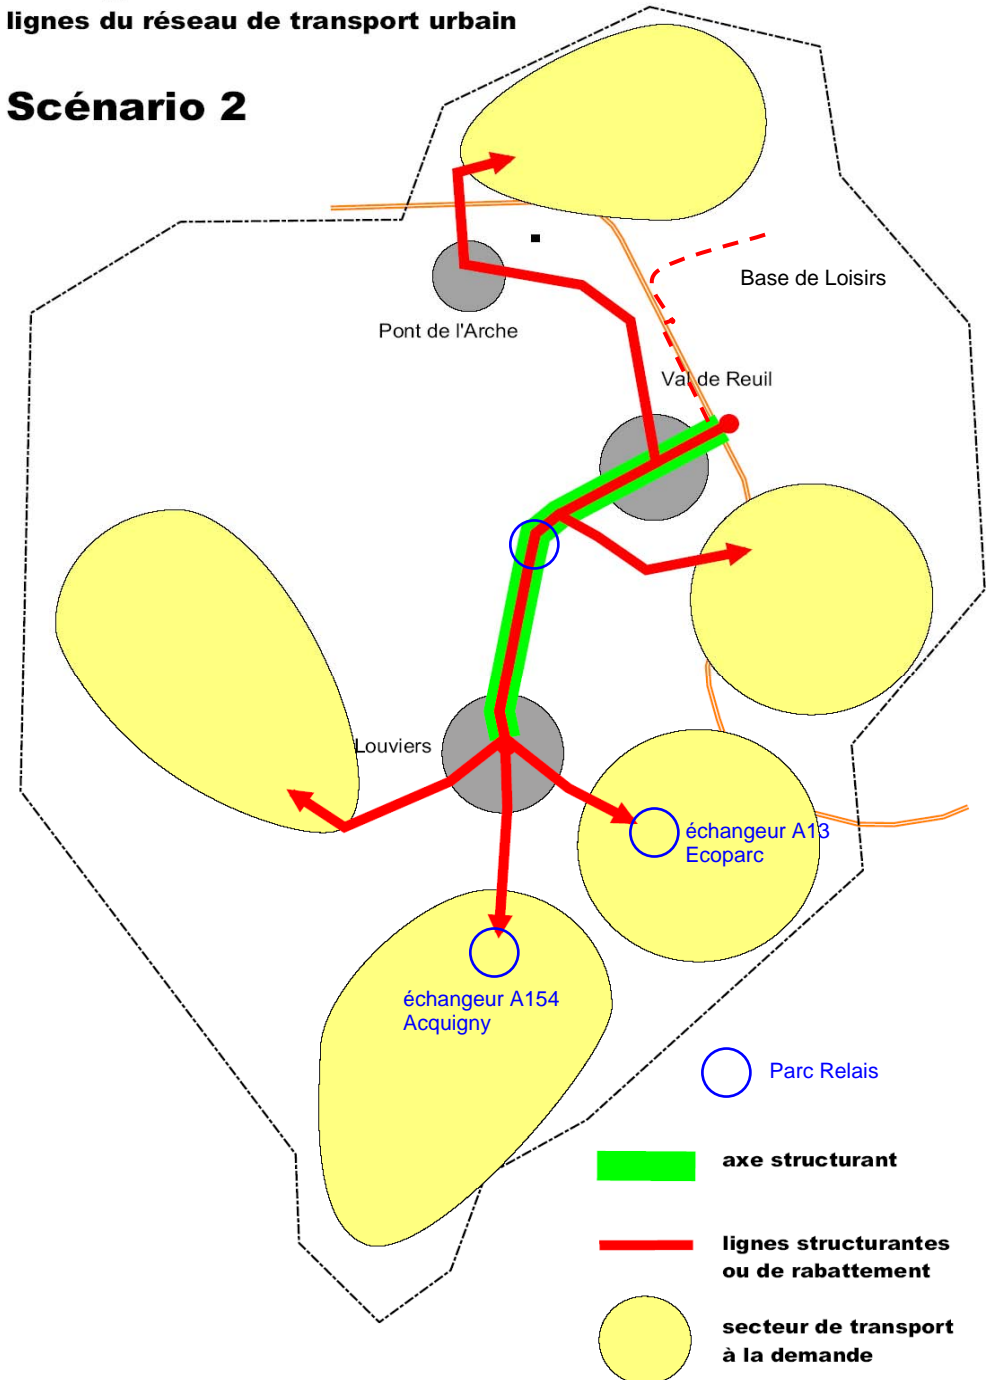 lignes du réseau de transport urbain
Scénario 2
Base de Loisirs
Pont de l'Arche
Val de Reuil
Louviers
échangeur A13
Ecoparc
échangeur A154
Acquigny
Parc Relais
axe structurant
lignes structurantes
ou de rabattement
secteur de transport
à la demande